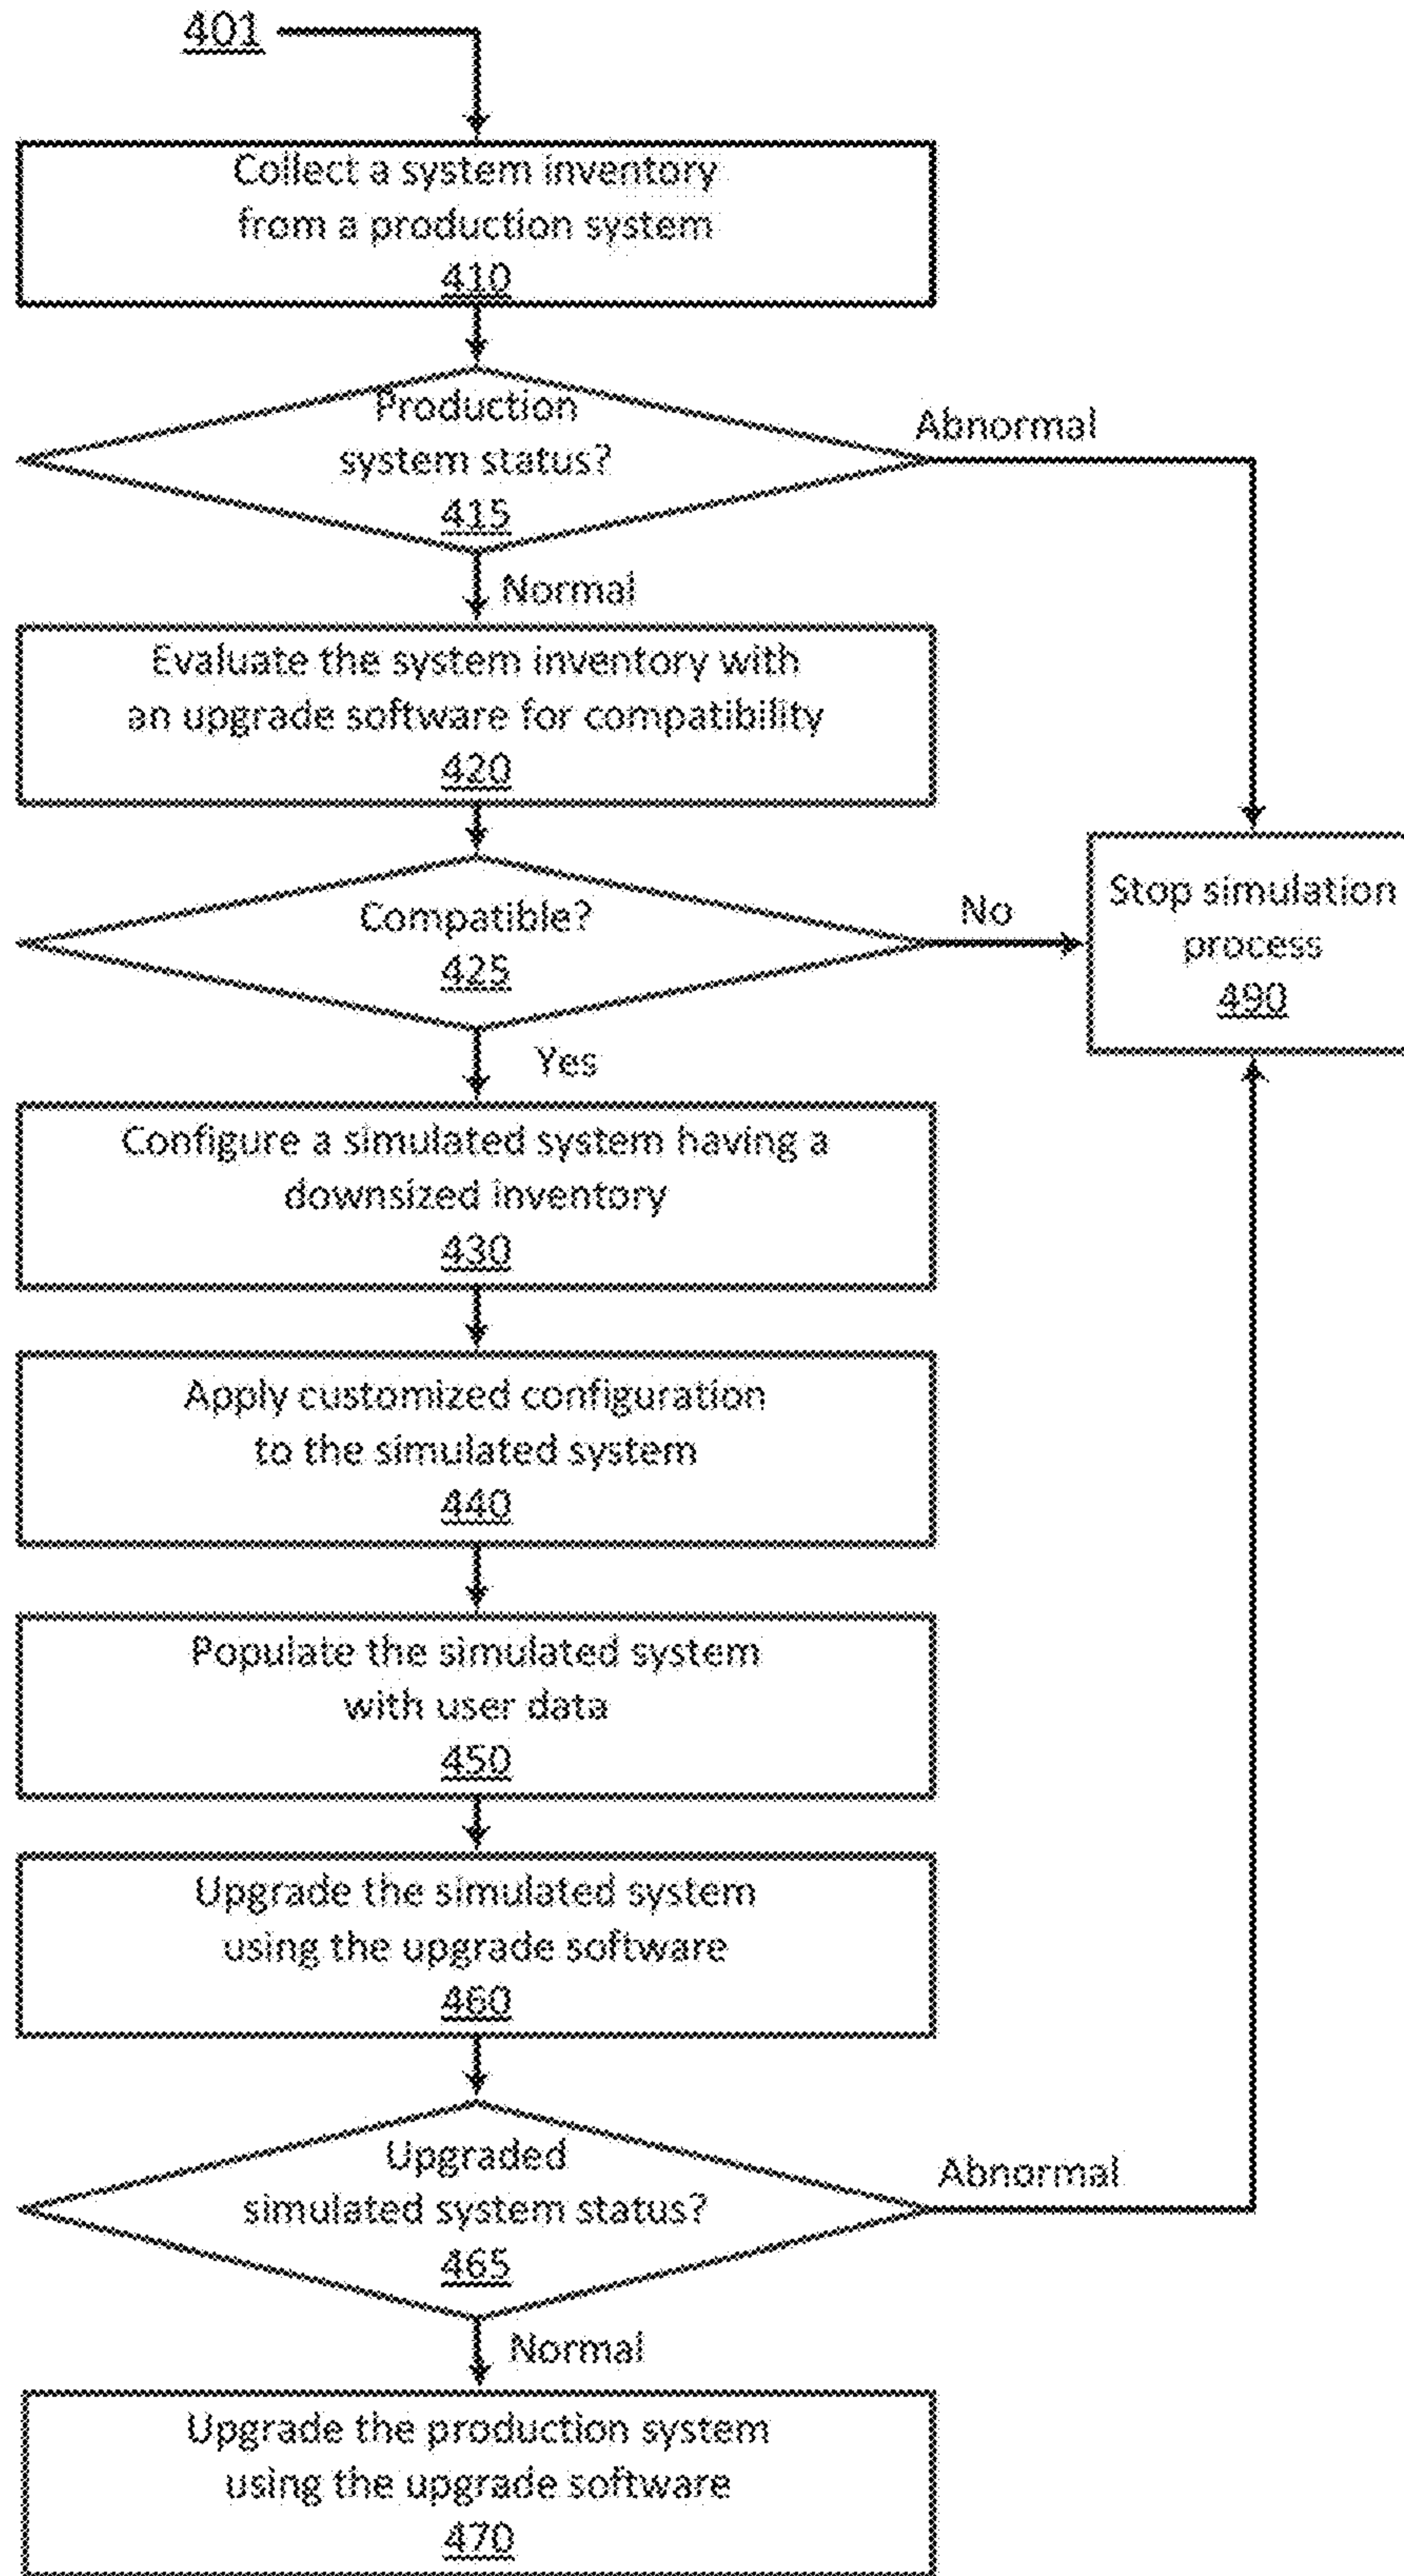 401
Collect a system inventory
from a production system
410
Production
system status?
415
Abnormal
Normal
Evaluate the system inventory with
an upgrade software for compatibility
420
Compatible?
425
No
Stop simulation
process
490
Yes
Configure a simulated system having a
downsized inventory
430
Apply customized configuration
to the simulated system
440
Populate the simulated system
with user data
450
Upgrade the simulated system
using the upgrade software
460
Upgraded
simulated system status?
465
Abnormal
Normal
Upgrade the production system
using the upgrade software
470